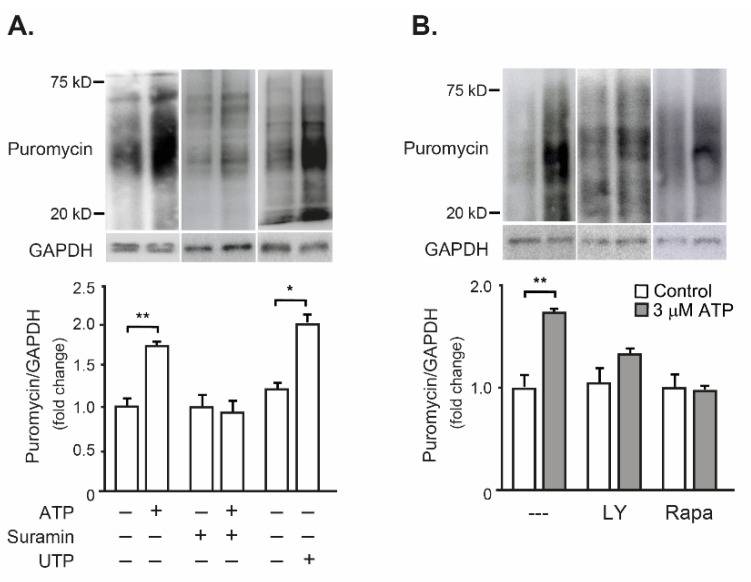 A.
75 kD
Puromycin
20 kD
GAPDH
2.5
2.0
1.5
1.0
0.5
0
Puromycin/GAPDH
(fold change)
**
*
ATP – + – + – –
Suramin – – + + – –
UTP – – – – – +
B.
75 kD
Puromycin
20 kD
GAPDH
2.0
1.0
0.0
Puromycin/GAPDH
(fold change)
**
Control
3 μM ATP
--- LY Rapa